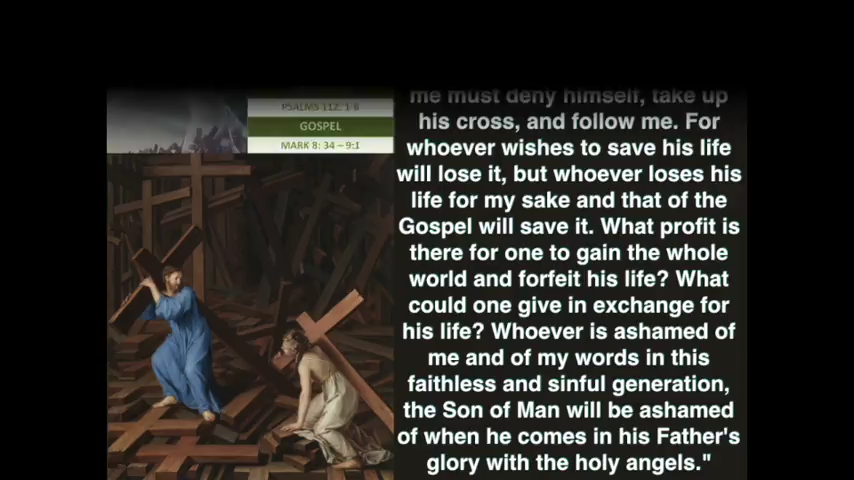 PSALMS 112: 1-6
GOSPEL
MARK 8: 34 – 9:1
me must deny himself, take up
his cross, and follow me. For
whoever wishes to save his life
will lose it, but whoever loses his
life for my sake and that of the
Gospel will save it. What profit is
there for one to gain the whole
world and forfeit his life? What
could one give in exchange for
his life? Whoever is ashamed of
me and of my words in this
faithless and sinful generation,
the Son of Man will be ashamed
of when he comes in his Father's
glory with the holy angels."